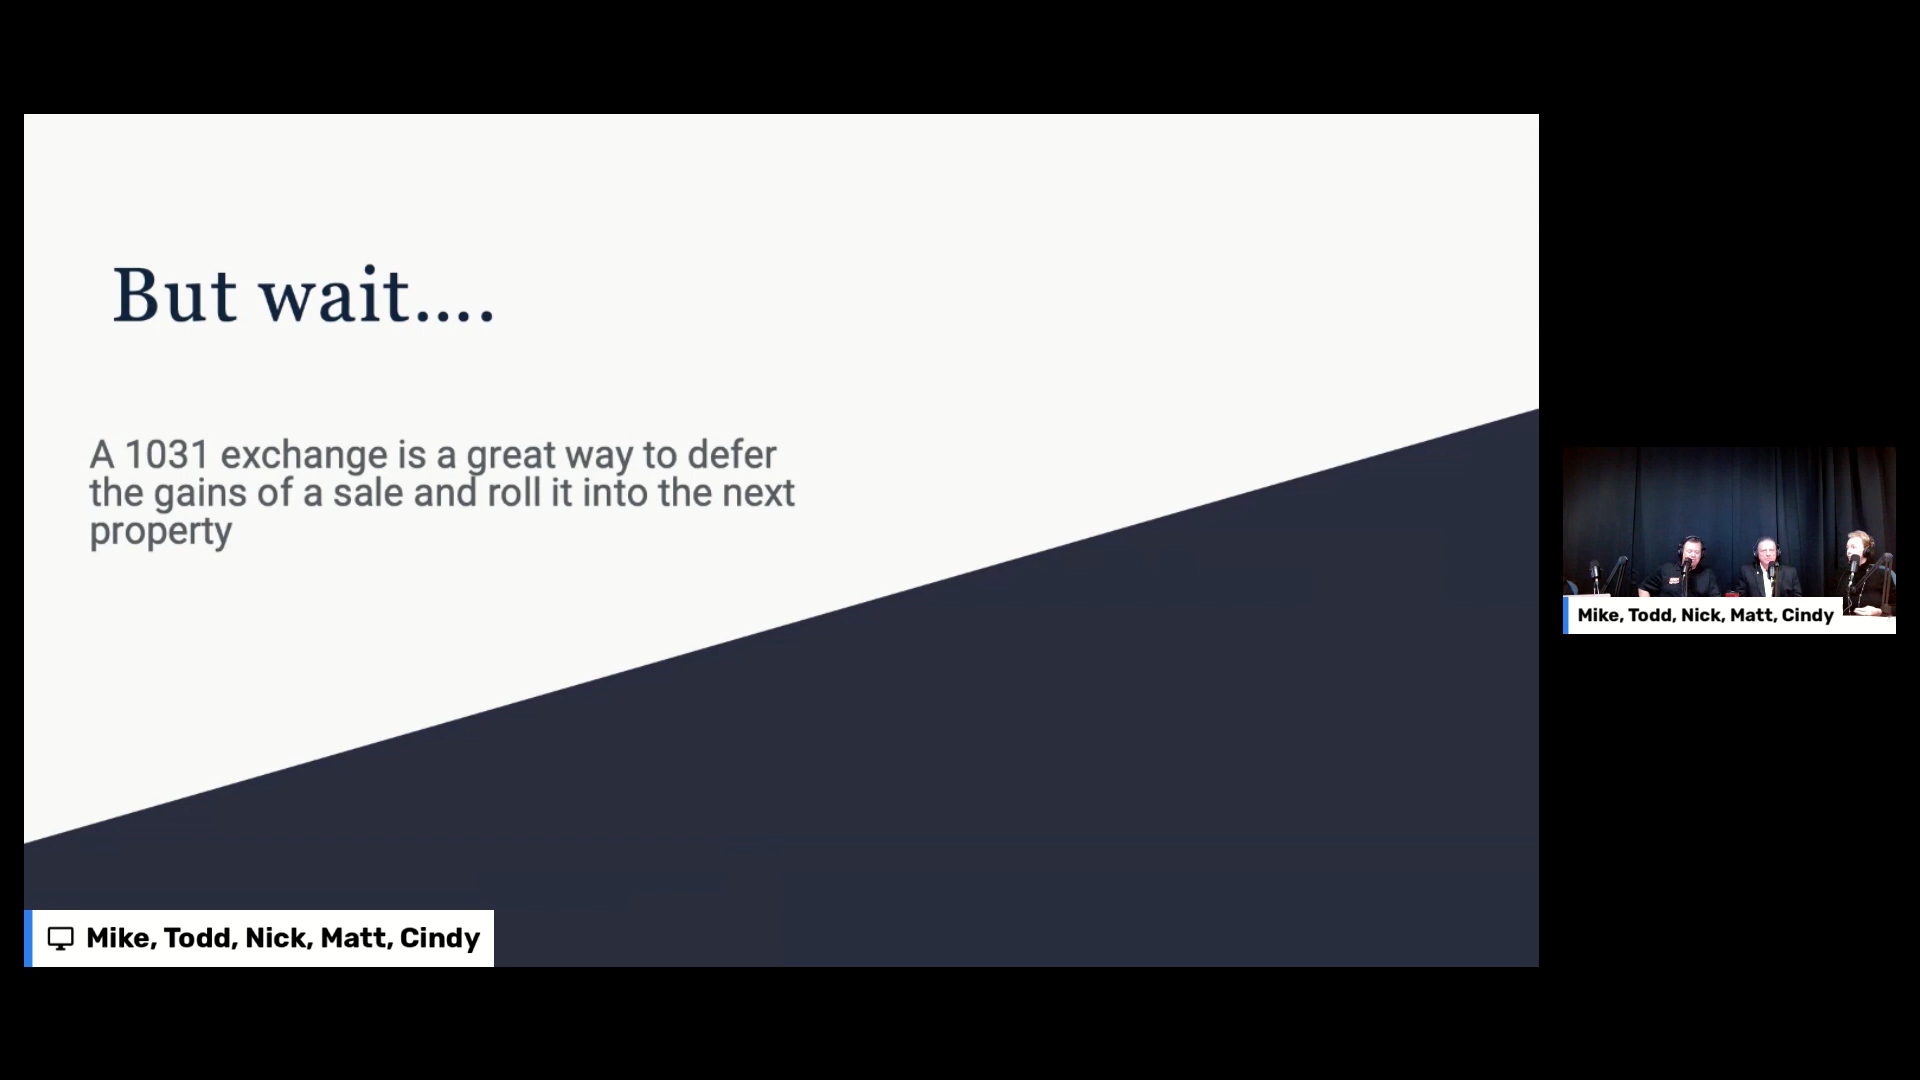 But wait....
A 1031 exchange is a great way to defer
the gains of a sale and roll it into the next
property
Mike, Todd, Nick, Matt, Cindy
Mike, Todd, Nick, Matt, Cindy